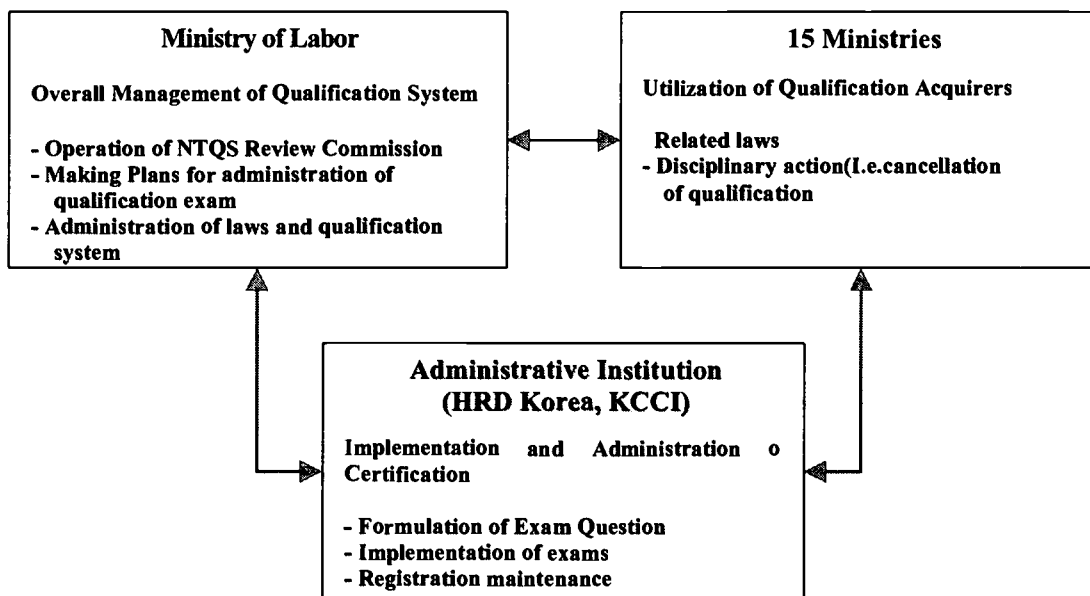 Ministry of Labor
Overall Management of Qualification System
- Operation of NTQS Review Commission
- Making Plans for administration of
qualification exam
- Administration of laws and qualification
system
15 Ministries
Utilization of Qualification Acquirers
Related laws
- Disciplinary action(I.e.cancellation
of qualification
Administrative Institution
(HRD Korea, KCCI)
Implementation and Administration o
Certification
- Formulation of Exam Question
- Implementation of exams
- Registration maintenance